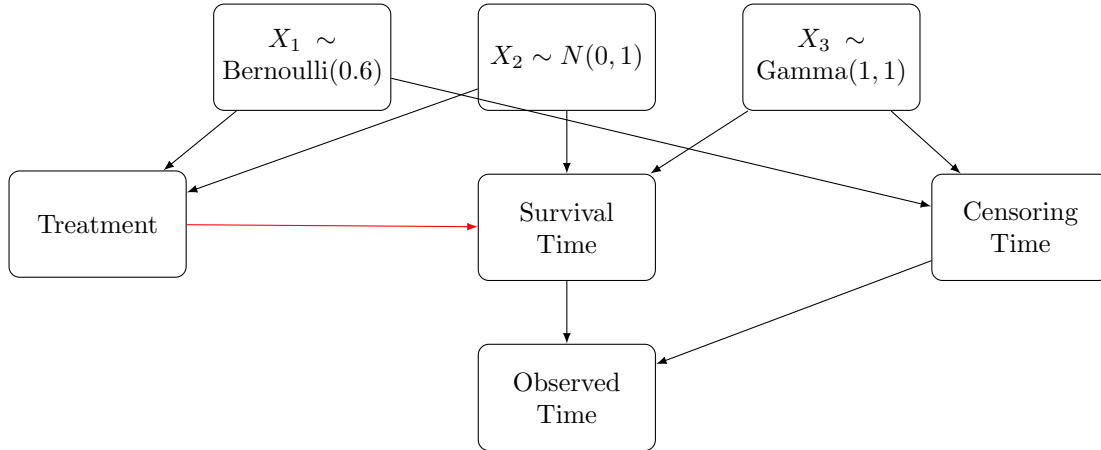 X₁ ∼
Bernoulli(0.6)
X₂ ∼ N(0, 1)
X₃ ∼
Gamma(1, 1)
Treatment
Survival
Time
Censoring
Time
Observed
Time